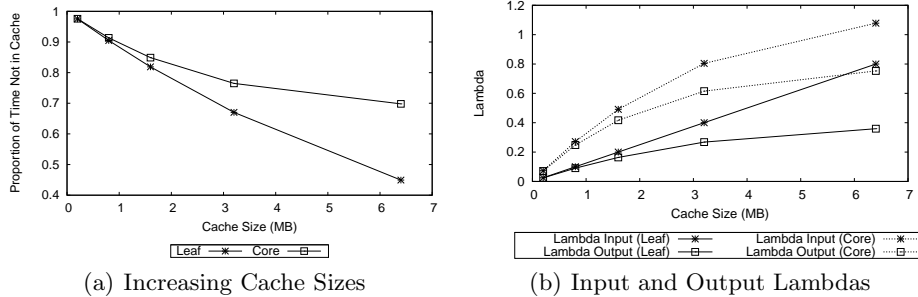 Proportion of Time Not in Cache
1
0.9
0.8
0.7
0.6
0.5
0.4
0 1 2 3 4 5 6 7
Cache Size (MB)
Leaf Core
(a) Increasing Cache Sizes
Lambda
1.2
1
0.8
0.6
0.4
0.2
0
0 1 2 3 4 5 6 7
Cache Size (MB)
Lambda Input (Leaf) Lambda Input (Core)
Lambda Output (Leaf) Lambda Output (Core)
(b) Input and Output Lambdas